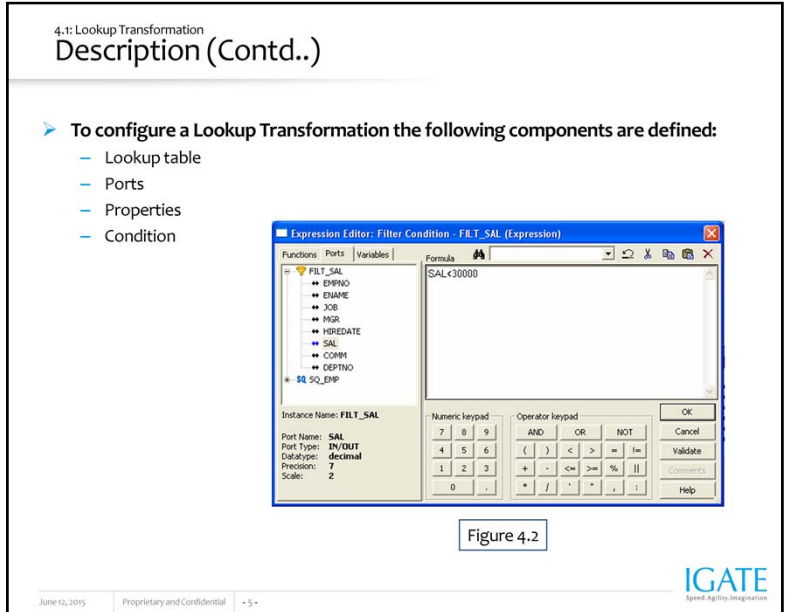 4.1: Lookup Transformation
Description (Contd..)
➢ To configure a Lookup Transformation the following components are defined:
– Lookup table
– Ports
– Properties
– Condition
Expression Editor: Filter Condition - FILT_SAL (Expression)
Functions Ports Variables
Formula
FILT_SAL
EMPNO
ENAME
JOB
MGR
HIREDATE
SAL
COMM
DEPTNO
SQ SQ_EMP
SAL<30000
Instance Name: FILT_SAL
Port Name: SAL
Port Type: IN/OUT
Datatype: decimal
Precision: 7
Scale: 2
Numeric keypad
7 8 9
4 5 6
1 2 3
0 .
Operator keypad
AND OR NOT
( ) < > = !=
+ - <= >= % ||
* / ' " , :
OK
Cancel
Validate
Comments
Help
Figure 4.2
June 12, 2015 Proprietary and Confidential - 5 -
IGATE
Speed.Agility.Imagination